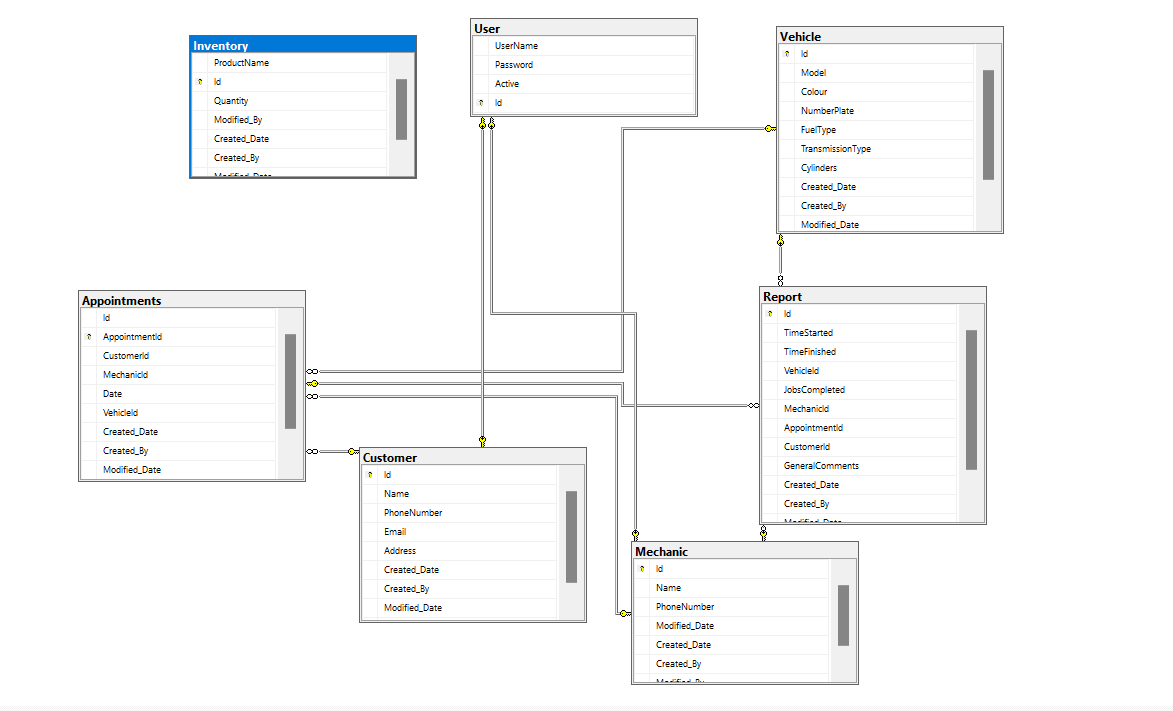 Inventory
ProductName
Id
Quantity
Modified_By
Created_Date
Created_By
Modified_Date
User
UserName
Password
Active
Id
Vehicle
Id
Model
Colour
NumberPlate
FuelType
TransmissionType
Cylinders
Created_Date
Created_By
Modified_Date
Appointments
Id
AppointmentId
CustomerId
MechanicId
Date
VehicleId
Created_Date
Created_By
Modified_Date
Report
Id
TimeStarted
TimeFinished
VehicleId
JobsCompleted
MechanicId
AppointmentId
CustomerId
GeneralComments
Created_Date
Created_By
Modified_Date
Customer
Id
Name
PhoneNumber
Email
Address
Created_Date
Created_By
Modified_Date
Mechanic
Id
Name
PhoneNumber
Modified_Date
Created_Date
Created_By
Modified_By